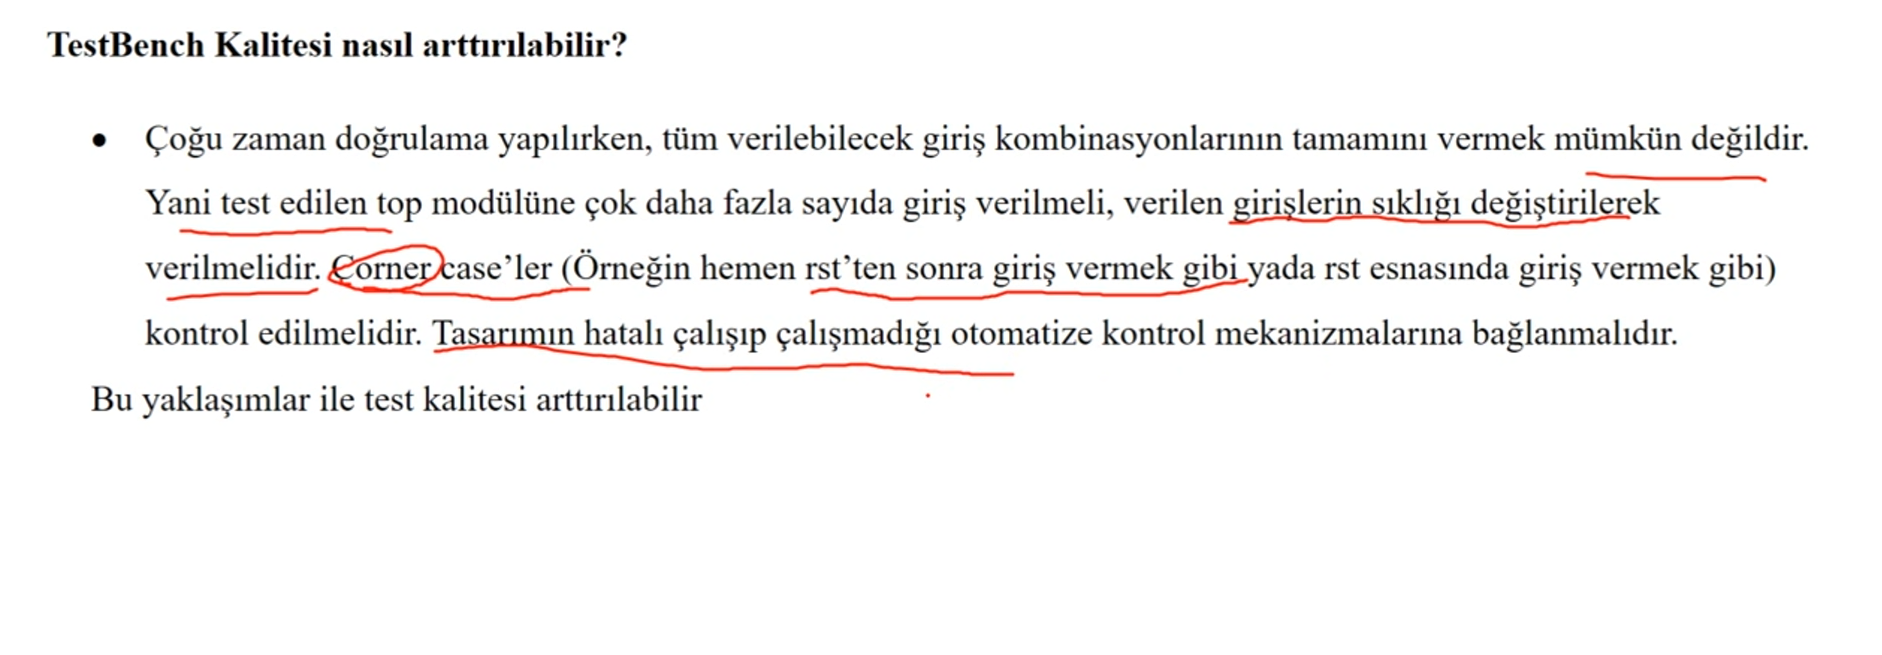 TestBench Kalitesi nasıl arttırılabilir?
• Çoğu zaman doğrulama yapılırken, tüm verilebilecek giriş kombinasyonlarının tamamını vermek mümkün değildir.
Yani test edilen top modülüne çok daha fazla sayıda giriş verilmeli, verilen girişlerin sıklığı değiştirilerek
verilmelidir. Corner case’ler (Örneğin hemen rst’ten sonra giriş vermek gibi yada rst esnasında giriş vermek gibi)
kontrol edilmelidir. Tasarımın hatalı çalışıp çalışmadığı otomatize kontrol mekanizmalarına bağlanmalıdır.
Bu yaklaşımlar ile test kalitesi arttırılabilir